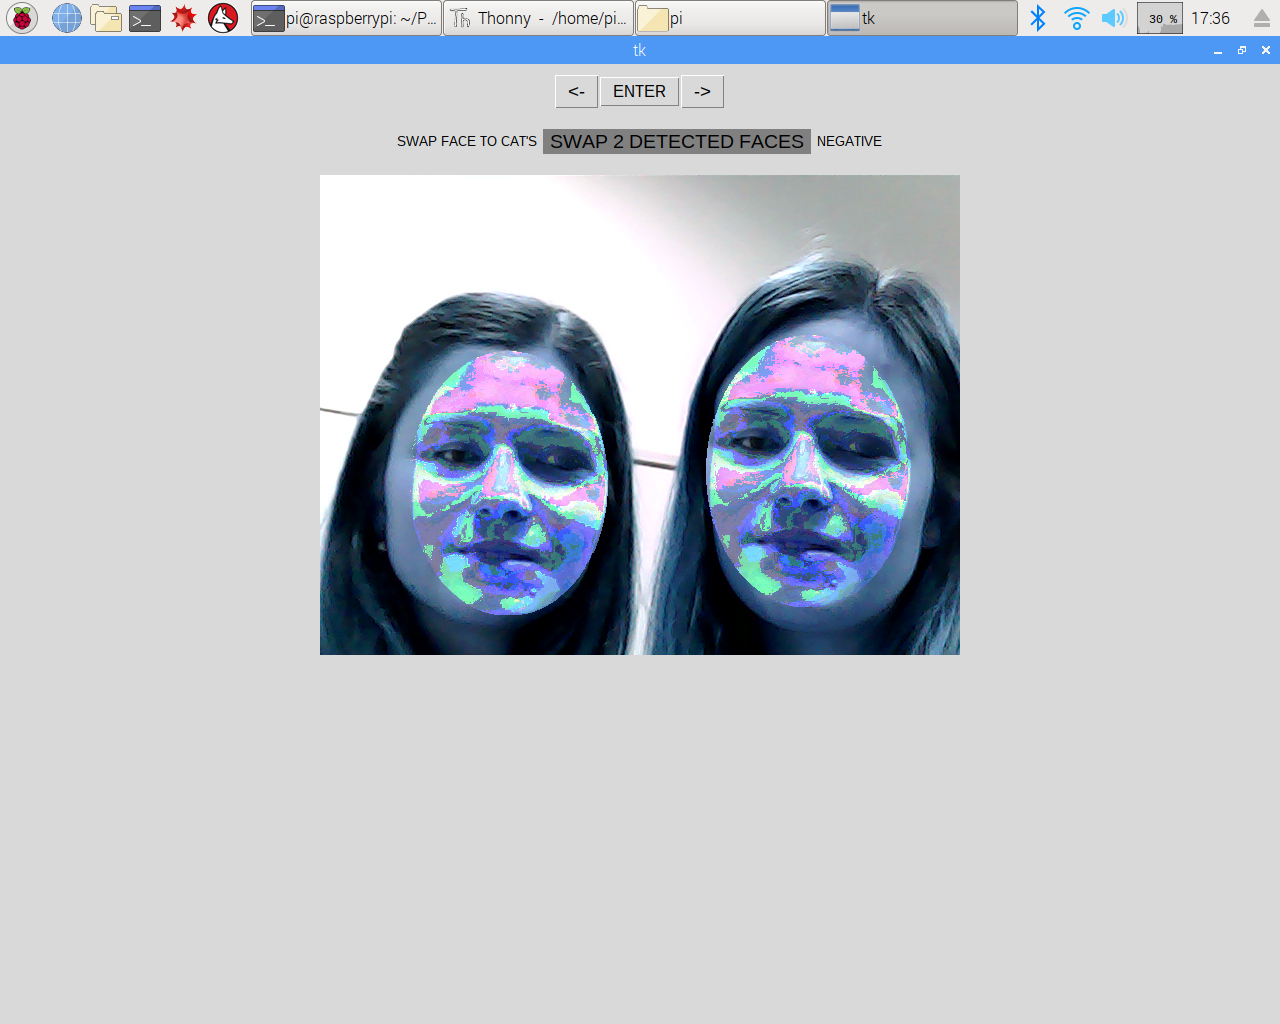 pi@raspberrypi: ~/P... Thonny - /home/pi... pi tk 30 % 17:36
tk
<- ENTER ->
SWAP FACE TO CAT'S SWAP 2 DETECTED FACES NEGATIVE